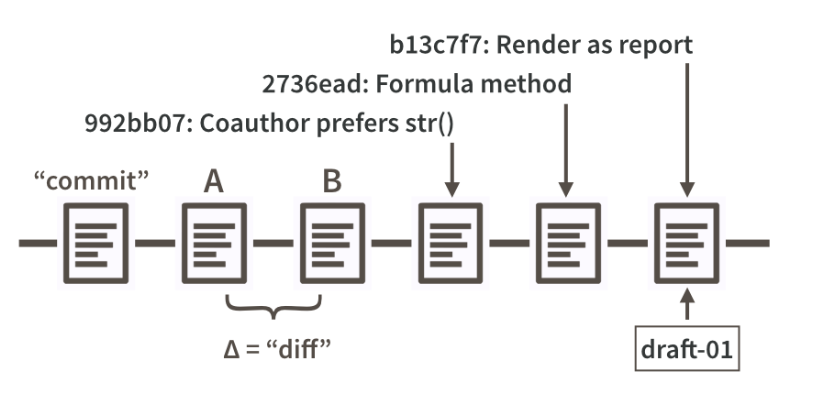 b13c7f7: Render as report
2736ead: Formula method
992bb07: Coauthor prefers str()
“commit” A B
Δ = “diff”
draft-01